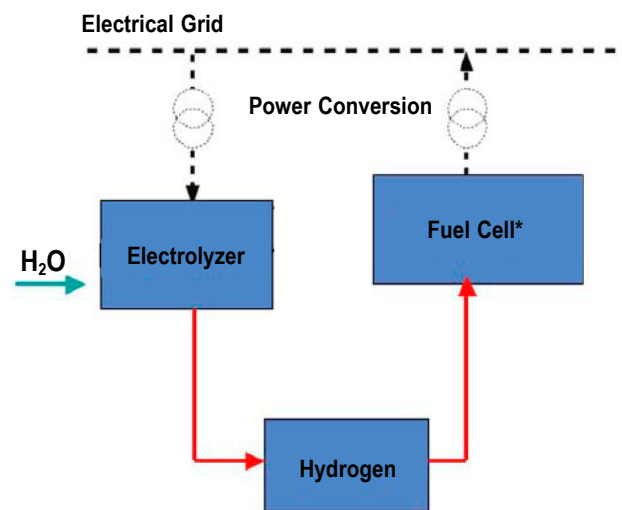 Electrical Grid
Power Conversion
Electrolyzer
Fuel Cell*
H₂O
Hydrogen